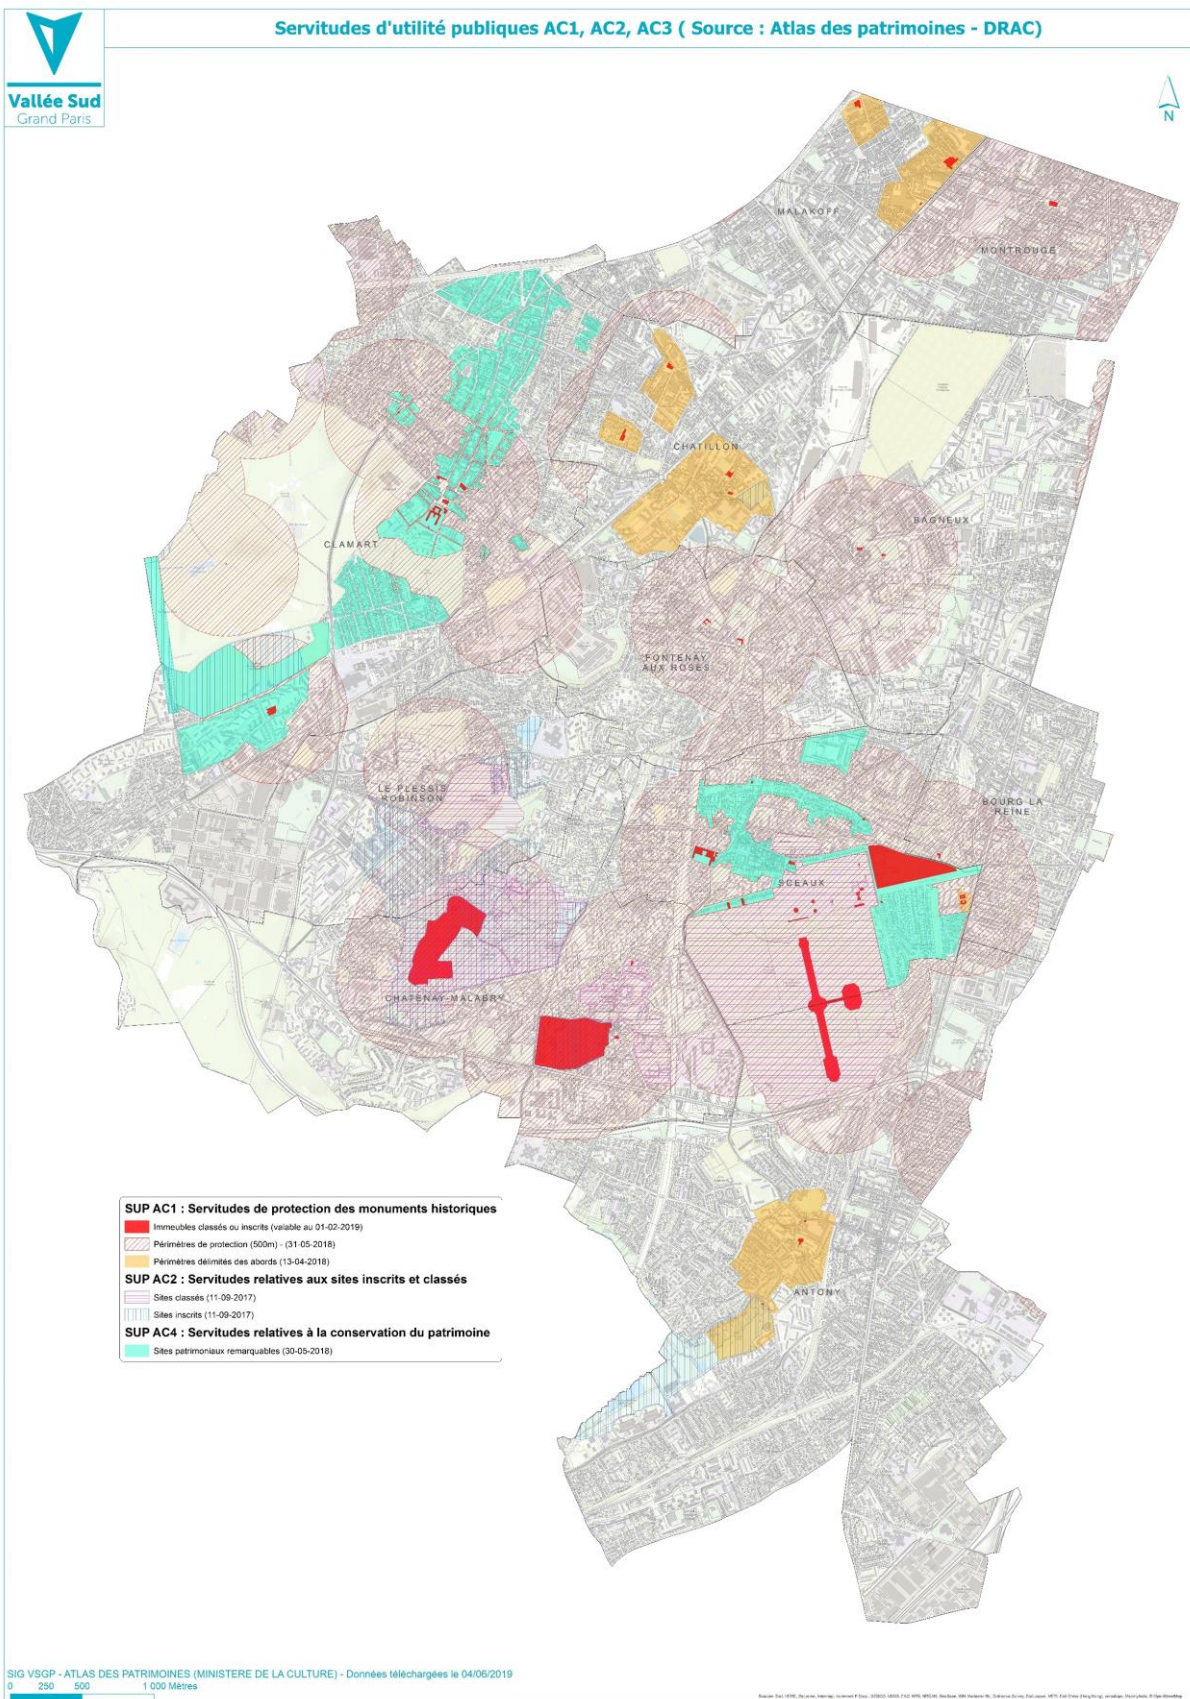 Servitudes d'utilité publiques AC1, AC2, AC3 ( Source : Atlas des patrimoines - DRAC)
Vallée Sud
Grand Paris
N
MALAKOFF
MONTROUGE
CHATILLON
BAGNEUX
CLAMART
FONTENAY
AUX ROSES
LE PLESSIS
ROBINSON
BOURG LA
REINE
SCEAUX
CHATENAY-MALABRY
ANTONY
SUP AC1 : Servitudes de protection des monuments historiques
Immeubles classés ou inscrits (valable au 01-02-2019)
Périmètres de protection (500m) - (31-05-2018)
Périmètres délimités des abords (13-04-2018)
SUP AC2 : Servitudes relatives aux sites inscrits et classés
Sites classés (11-09-2017)
Sites inscrits (11-09-2017)
SUP AC4 : Servitudes relatives à la conservation du patrimoine
Sites patrimoniaux remarquables (30-05-2018)
SIG VSGP - ATLAS DES PATRIMOINES (MINISTERE DE LA CULTURE) - Données téléchargées le 04/06/2019
0 250 500 1 000 Mètres